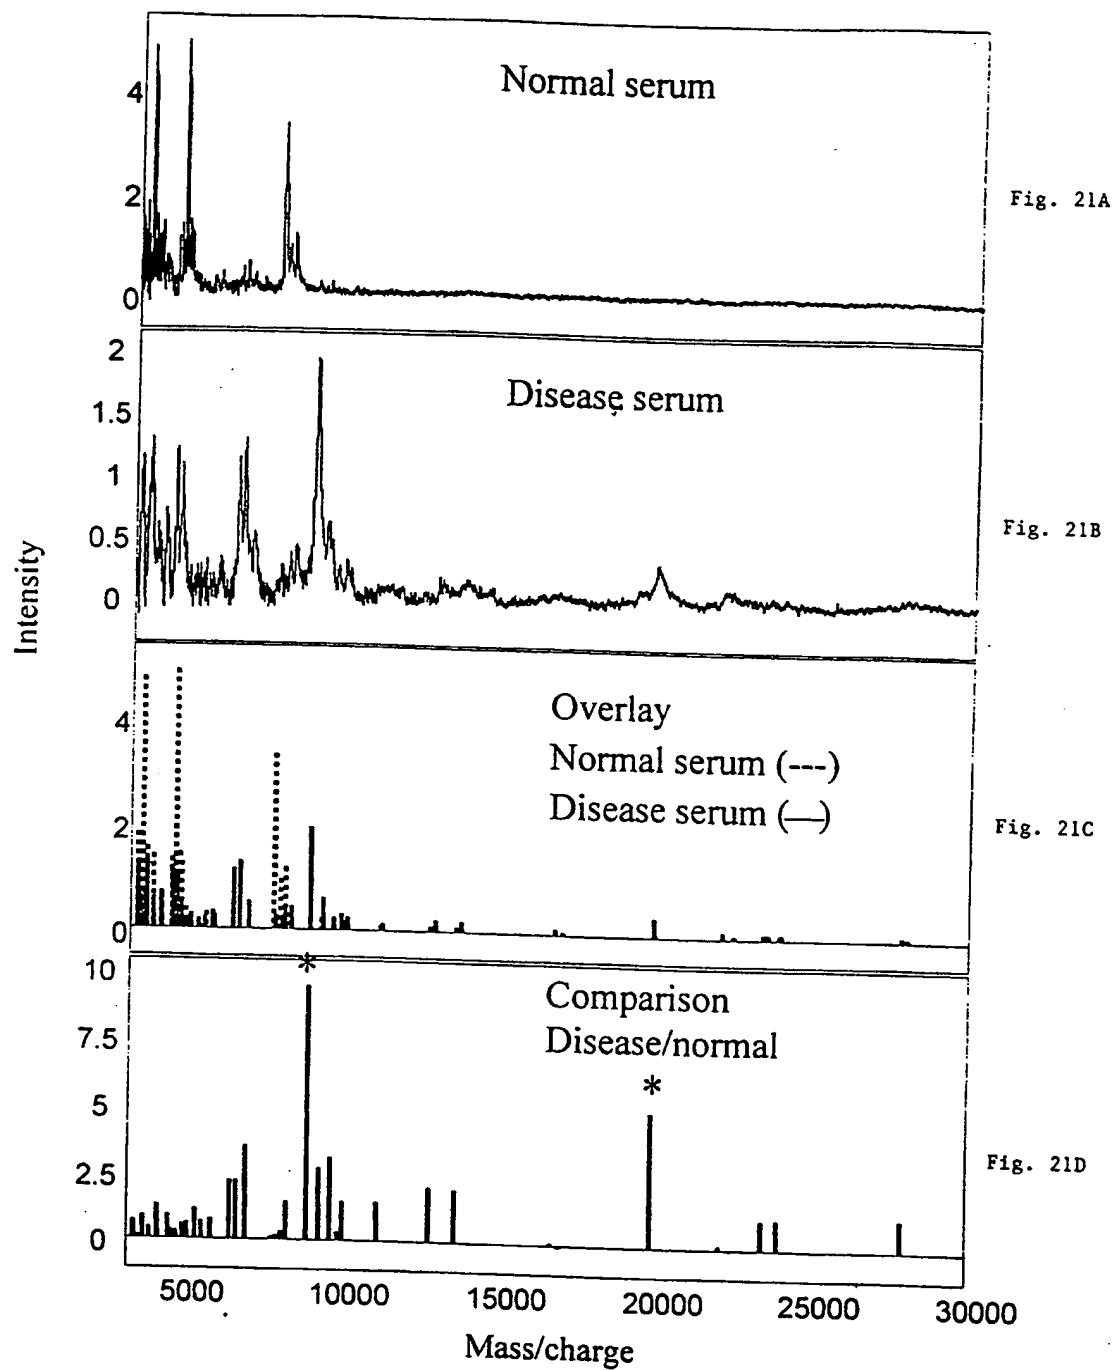 4
2
0
Normal serum
Fig. 21A
2
1.5
1
0.5
0
Disease serum
Fig. 21B
Intensity
4
2
0
Overlay
Normal serum (---)
Disease serum (—)
Fig. 21C
10
7.5
5
2.5
0
*
Comparison
Disease/normal
*
Fig. 21D
5000 10000 15000 20000 25000 30000
Mass/charge